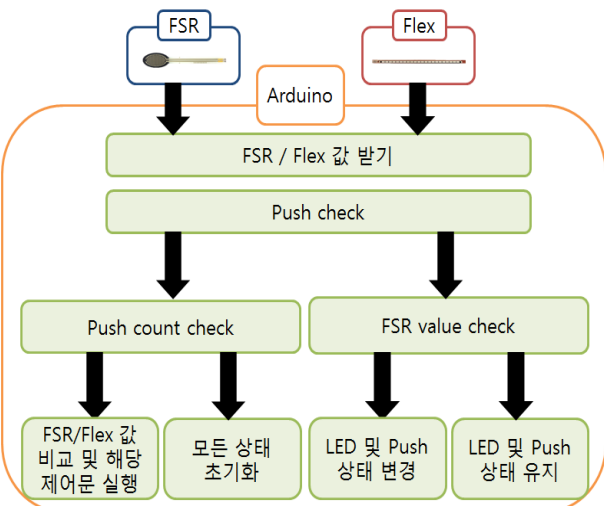 FSR
Flex
Arduino
FSR / Flex 값 받기
Push check
Push count check
FSR value check
FSR/Flex 값
비교 및 해당
제어문 실행
모든 상태
초기화
LED 및 Push
상태 변경
LED 및 Push
상태 유지